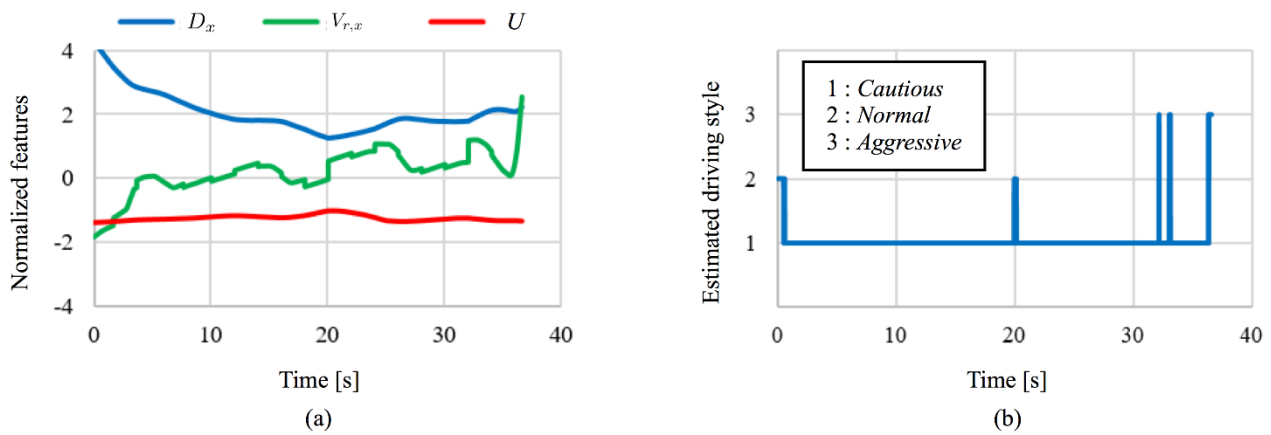 D_x V_{r,x} U
Normalized features
4
2
0
-2
-4
0 10 20 30 40
Time [s]
(a)
Estimated driving style
1 : Cautious
2 : Normal
3 : Aggressive
3
2
1
0 10 20 30 40
Time [s]
(b)